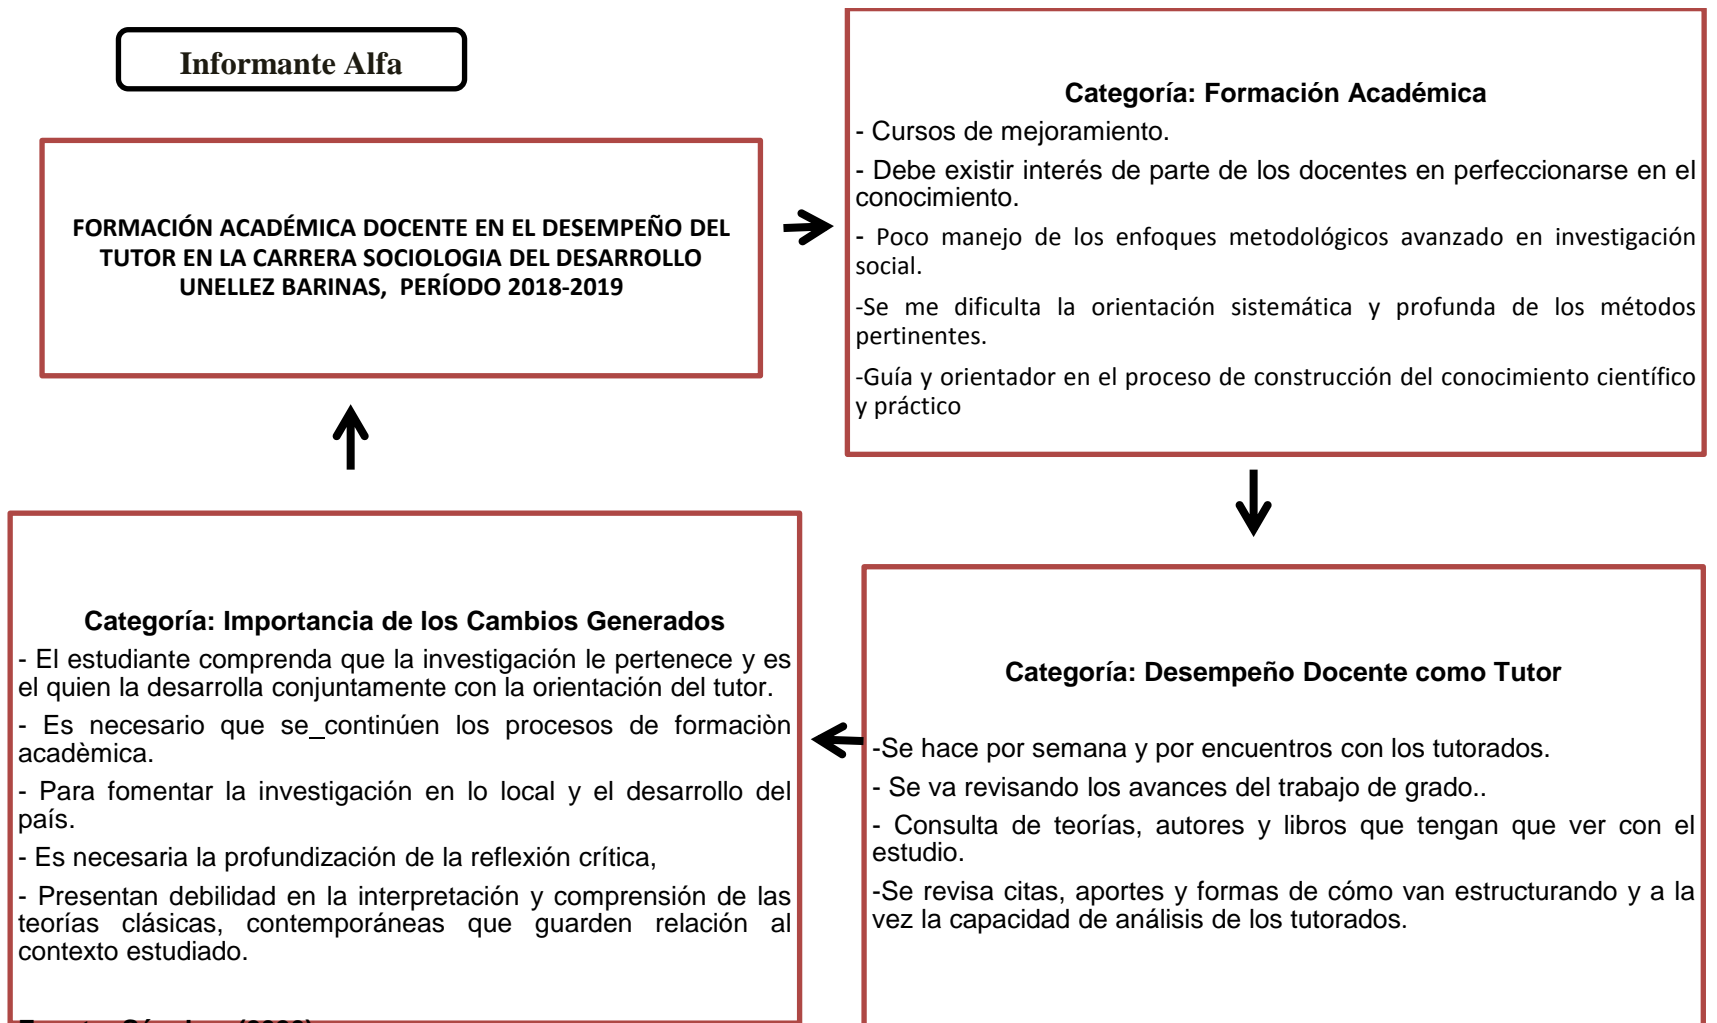 Informante Alfa
FORMACIÓN ACADÉMICA DOCENTE EN EL DESEMPEÑO DEL
TUTOR EN LA CARRERA SOCIOLOGIA DEL DESARROLLO
UNELLEZ BARINAS, PERÍODO 2018-2019
Categoría: Formación Académica
- Cursos de mejoramiento.
- Debe existir interés de parte de los docentes en perfeccionarse en el
conocimiento.
- Poco manejo de los enfoques metodológicos avanzado en investigación
social.
-Se me dificulta la orientación sistemática y profunda de los métodos
pertinentes.
-Guía y orientador en el proceso de construcción del conocimiento científico
y práctico
Categoría: Desempeño Docente como Tutor
-Se hace por semana y por encuentros con los tutorados.
- Se va revisando los avances del trabajo de grado..
- Consulta de teorías, autores y libros que tengan que ver con el
estudio.
-Se revisa citas, aportes y formas de cómo van estructurando y a la
vez la capacidad de análisis de los tutorados.
Categoría: Importancia de los Cambios Generados
- El estudiante comprenda que la investigación le pertenece y es
el quien la desarrolla conjuntamente con la orientación del tutor.
- Es necesario que se_continúen los procesos de formaciòn
acadèmica.
- Para fomentar la investigación en lo local y el desarrollo del
país.
- Es necesaria la profundización de la reflexión crítica,
- Presentan debilidad en la interpretación y comprensión de las
teorías clásicas, contemporáneas que guarden relación al
contexto estudiado.